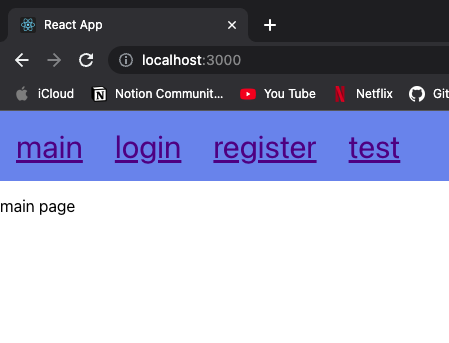 React App
localhost:3000
iCloud Notion Communit... You Tube Netflix Git
main login register test
main page